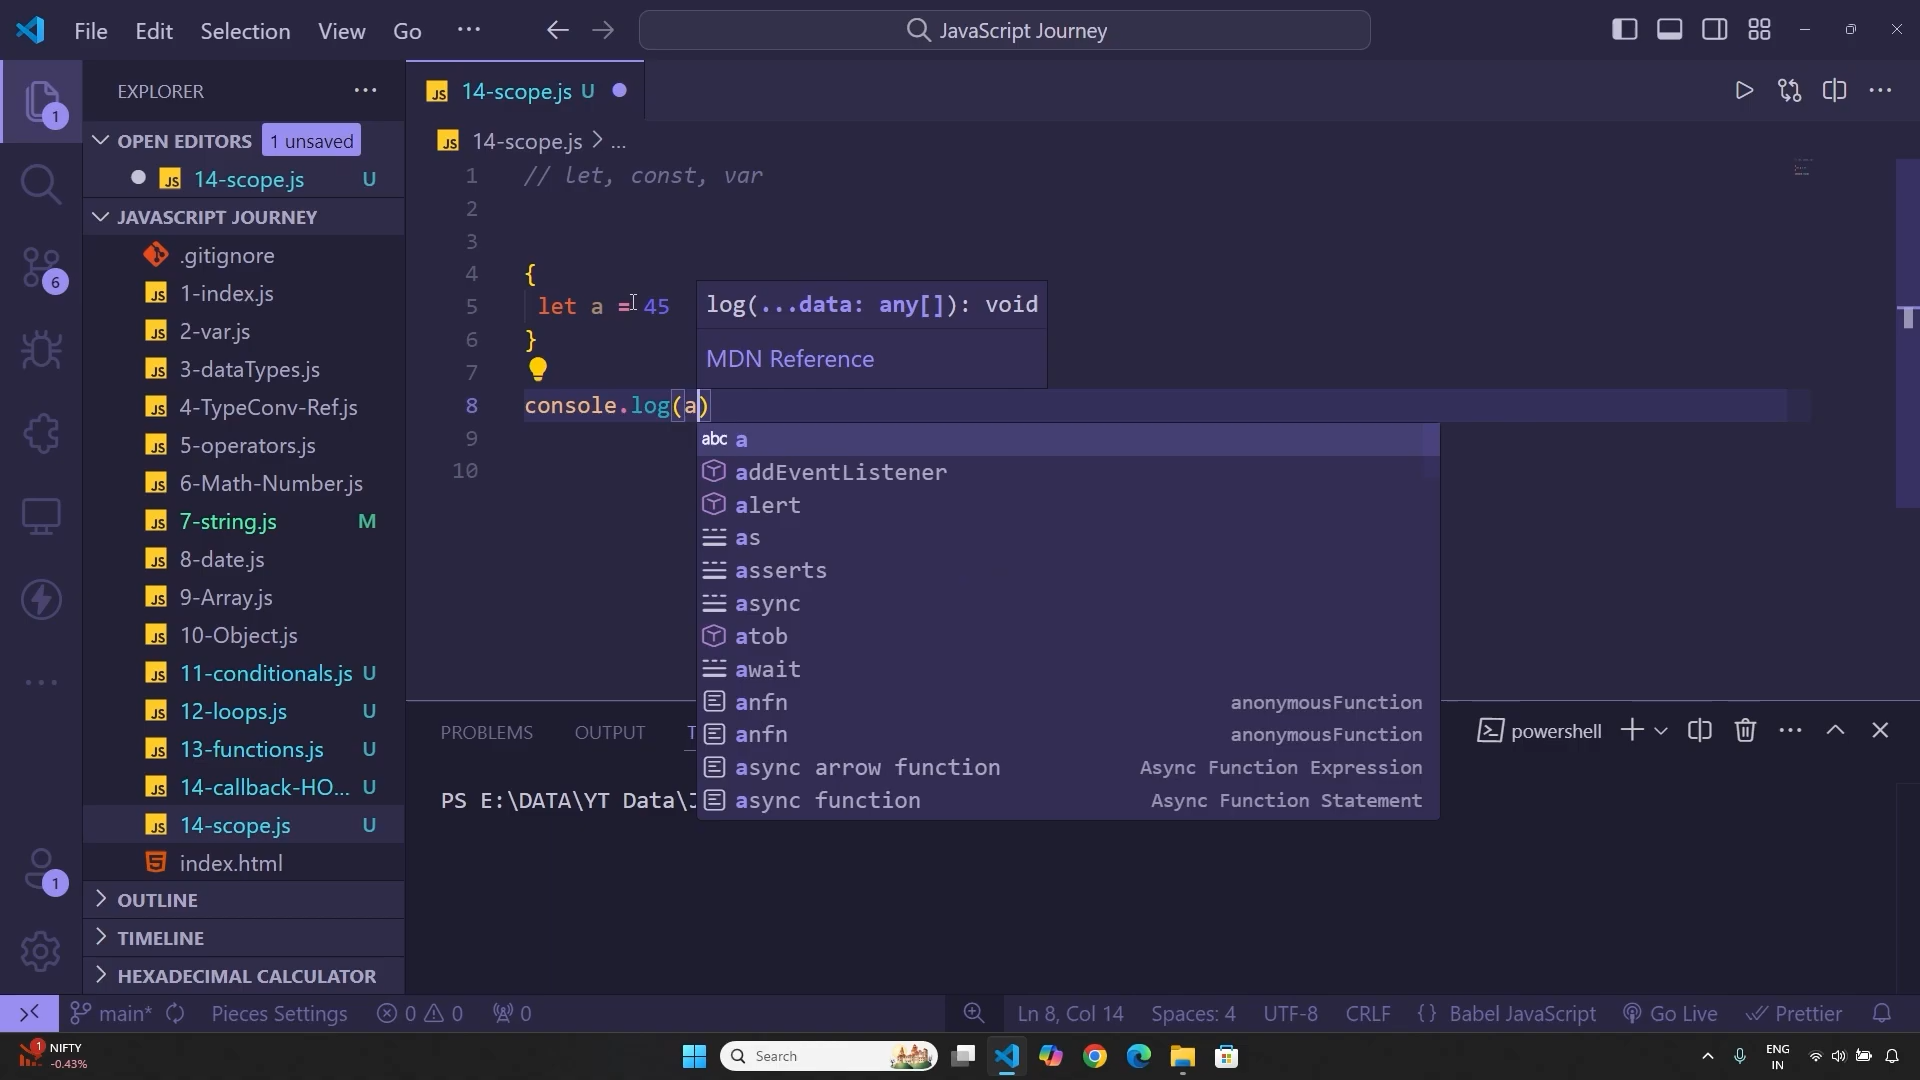 File Edit Selection View Go ...
JavaScript Journey
EXPLORER
14-scope.js U
1
OPEN EDITORS 1 unsaved
14-scope.js > ...
14-scope.js U
JAVASCRIPT JOURNEY
.gitignore
1-index.js
6
2-var.js
3-dataTypes.js
4-TypeConv-Ref.js
5-operators.js
6-Math-Number.js
7-string.js M
8-date.js
9-Array.js
10-Object.js
11-conditionals.js U
12-loops.js U
13-functions.js U
14-callback-HO... U
14-scope.js U
index.html
1
OUTLINE
TIMELINE
HEXADECIMAL CALCULATOR
1 // let, const, var
2
3
4 {
5 let a = 45
6 }
7
8 console.log(a)
9
10
log(...data: any[]): void
MDN Reference
abc a
addEventListener
alert
as
asserts
async
atob
await
anfn anonymousFunction
anfn anonymousFunction
async arrow function Async Function Expression
async function Async Function Statement
PROBLEMS OUTPUT T
powershell
PS E:\DATA\YT Data\J
main* Pieces Settings 0 0 0
Ln 8, Col 14 Spaces: 4 UTF-8 CRLF {} Babel JavaScript Go Live Prettier
1
NIFTY
-0.43%
Search
ENG
IN